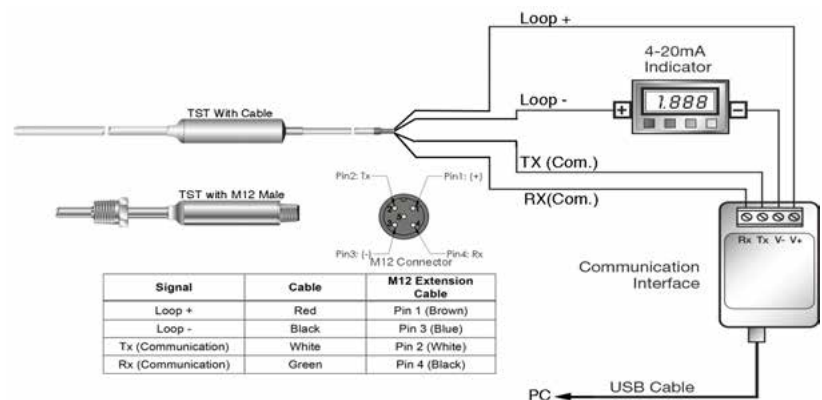 Loop +
4-20mA
Indicator
1.888
TST With Cable
Loop -
+
−
TX (Com.)
TST with M12 Male
Pin2: Tx
Pin1: (+)
RX(Com.)
Pin3: (-)
Pin4: Rx
M12 Connector
Rx Tx V- V+
Communication
Interface
Signal Cable M12 Extension Cable
Loop + Red Pin 1 (Brown)
Loop - Black Pin 3 (Blue)
Tx (Communication) White Pin 2 (White)
Rx (Communication) Green Pin 4 (Black)
PC
USB Cable